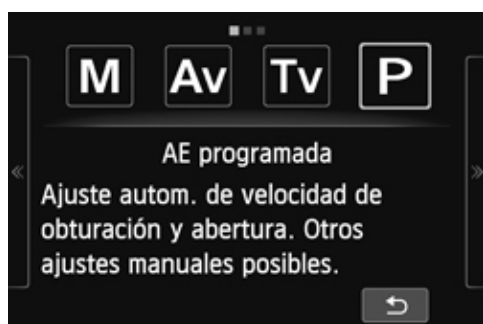 M Av Tv P
AE programada
Ajuste autom. de velocidad de
obturación y abertura. Otros
ajustes manuales posibles.